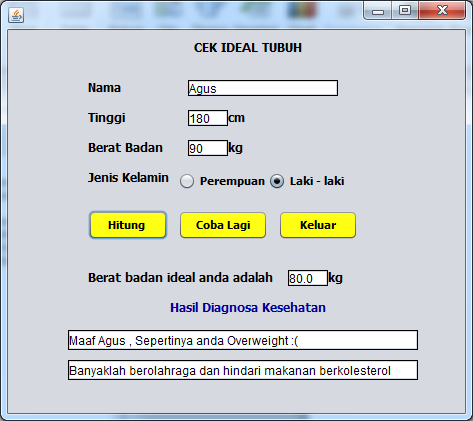 CEK IDEAL TUBUH
Nama Agus
Tinggi 180 cm
Berat Badan 90 kg
Jenis Kelamin Perempuan Laki - laki
Hitung Coba Lagi Keluar
Berat badan ideal anda adalah 80.0 kg
Hasil Diagnosa Kesehatan
Maaf Agus , Sepertinya anda Overweight :(
Banyaklah berolahraga dan hindari makanan berkolesterol